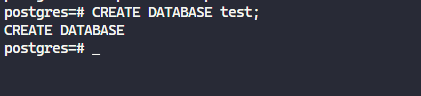 postgres=# CREATE DATABASE test;
CREATE DATABASE
postgres=# _